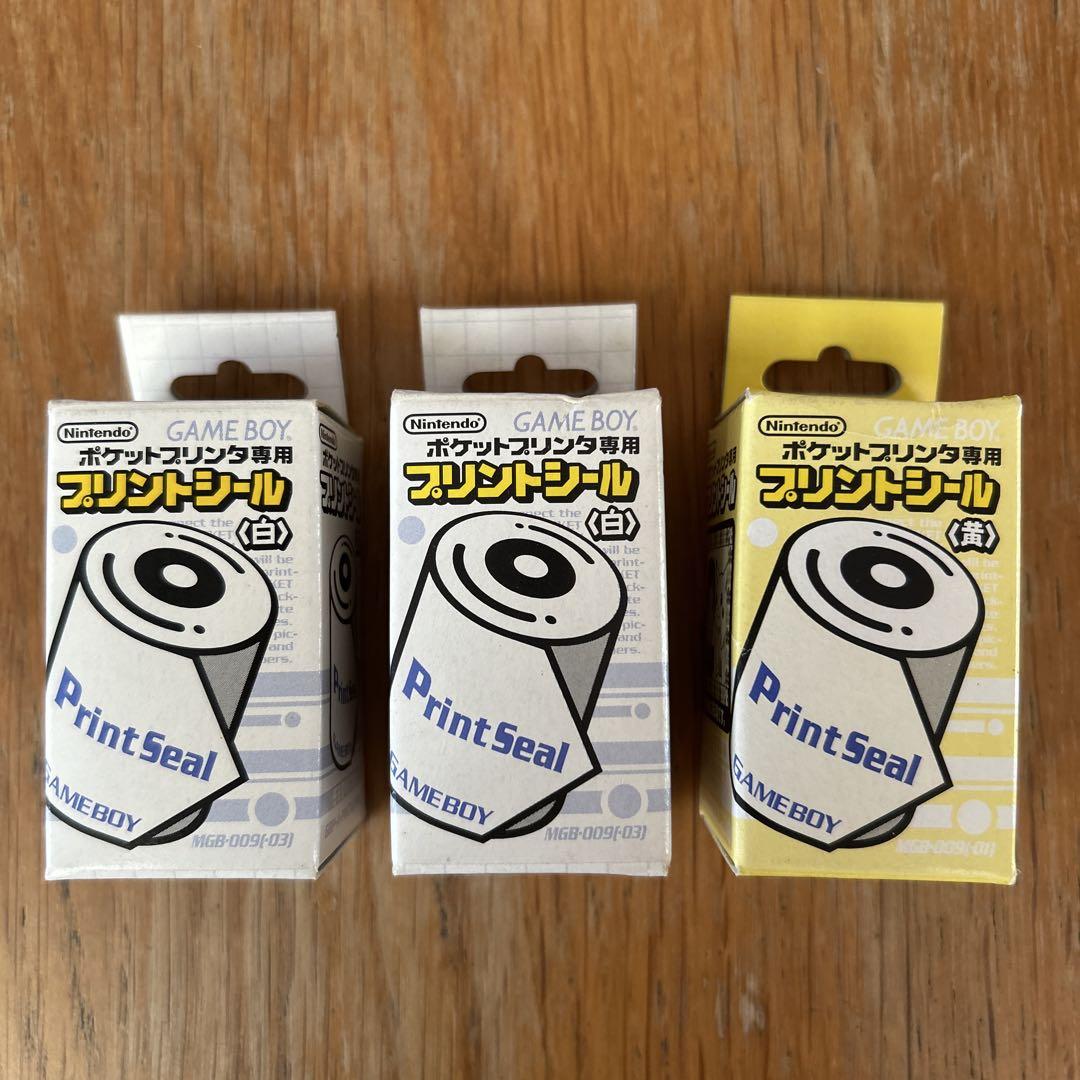 Nintendo
GAME BOY®
ポケットプリンタ専用
プリントシール
〈白〉
Print Seal
GAMEBOY
MGB-009(-03)
Nintendo
GAME BOY®
ポケットプリンタ専用
プリントシール
〈白〉
Print Seal
GAMEBOY
MGB-009(-03)
Nintendo
GAME BOY®
ポケットプリンタ専用
プリントシール
〈黄〉
Print Seal
GAMEBOY
MGB-009(-01)